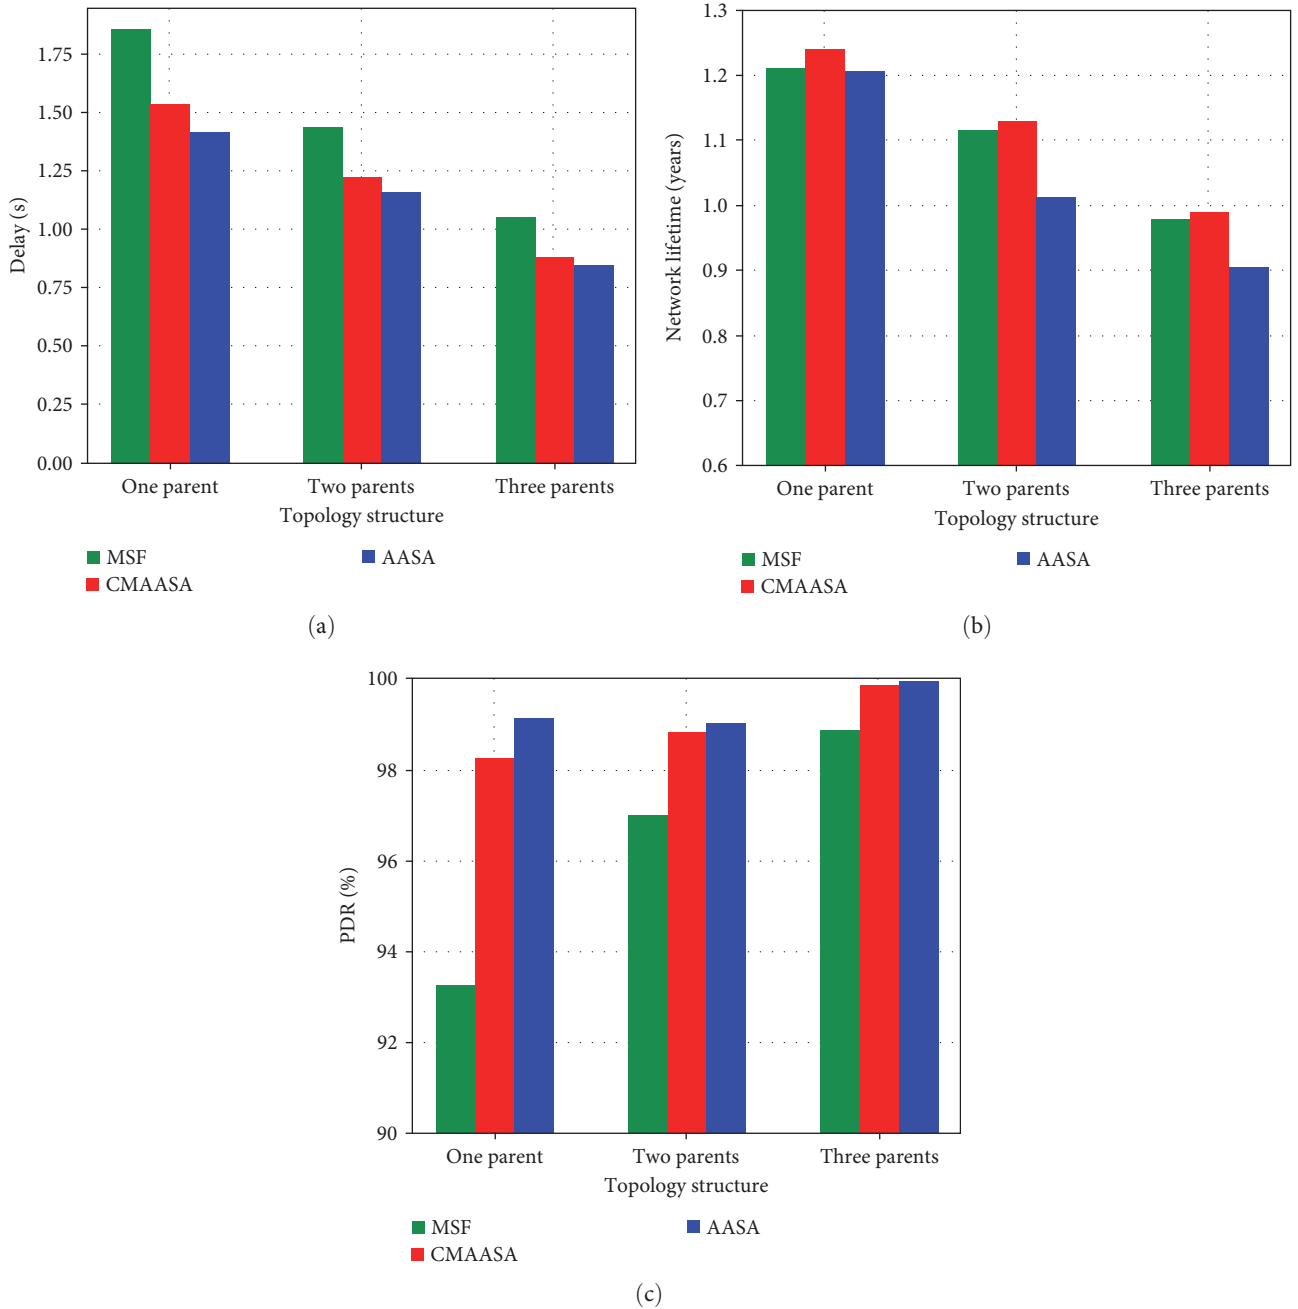 Delay (s)
1.75
1.50
1.25
1.00
0.75
0.50
0.25
0.00
One parent
Two parents
Three parents
Topology structure
MSF
AASA
CMAASA
(a)
Network lifetime (years)
1.3
1.2
1.1
1.0
0.9
0.8
0.7
0.6
One parent
Two parents
Three parents
Topology structure
MSF
AASA
CMAASA
(b)
PDR (%)
100
98
96
94
92
90
One parent
Two parents
Three parents
Topology structure
MSF
AASA
CMAASA
(c)